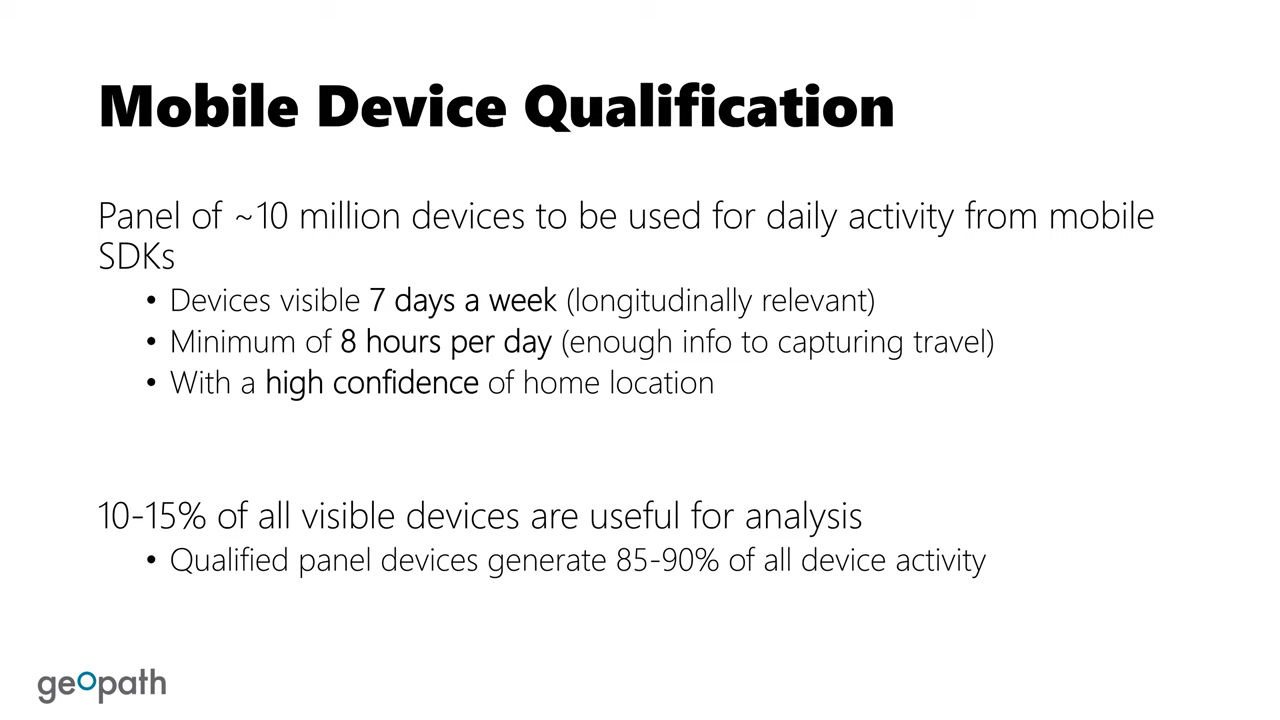 Mobile Device Qualification
Panel of ~10 million devices to be used for daily activity from mobile
SDKs
• Devices visible 7 days a week (longitudinally relevant)
• Minimum of 8 hours per day (enough info to capturing travel)
• With a high confidence of home location
10-15% of all visible devices are useful for analysis
• Qualified panel devices generate 85-90% of all device activity
geopath